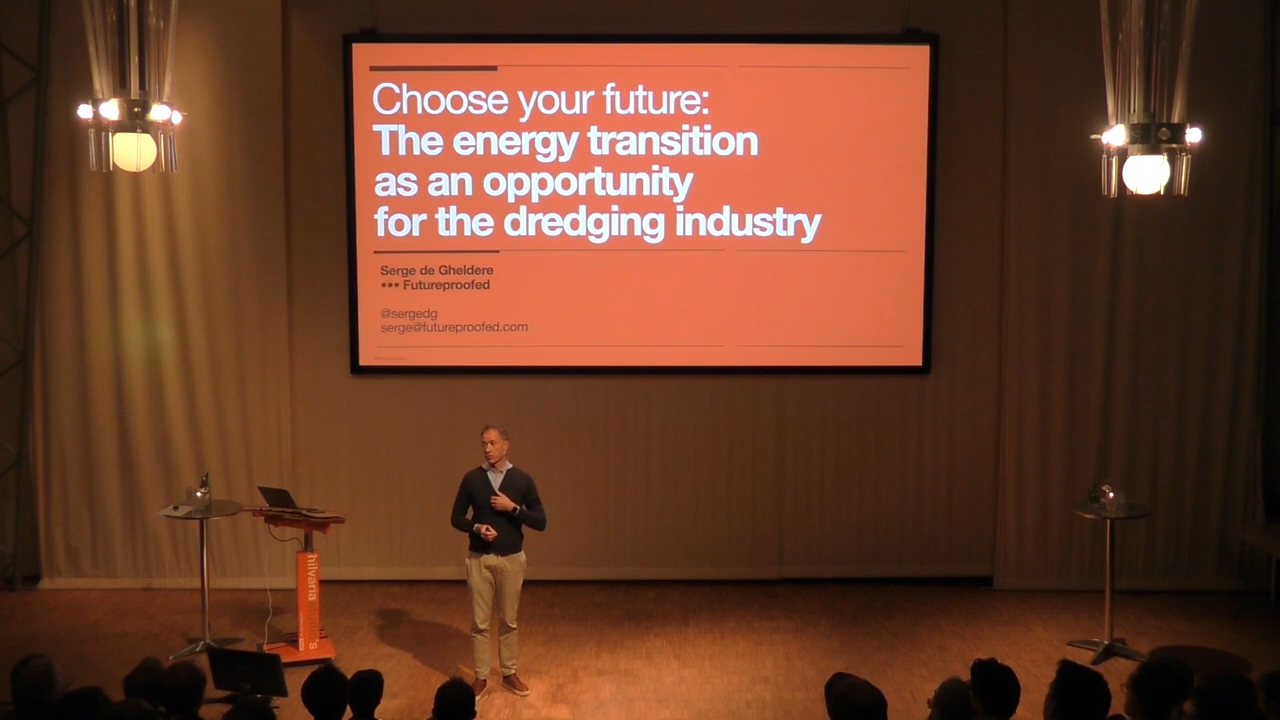 Choose your future:
The energy transition
as an opportunity
for the dredging industry
Serge de Gheldere
••• Futureproofed
@sergedg
serge@futureproofed.com
hilvaria